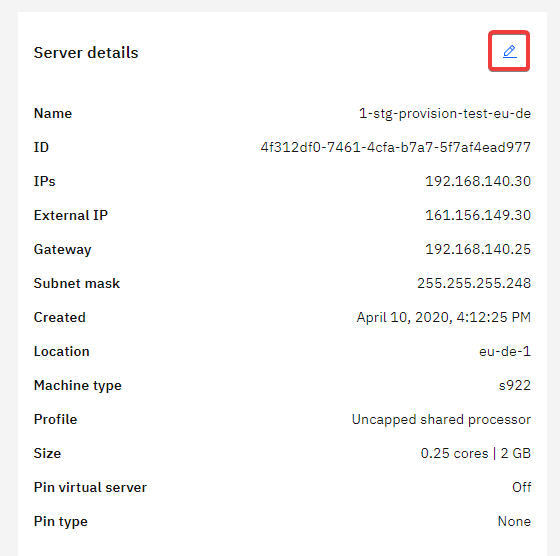 Server details
Name 1-stg-provision-test-eu-de
ID 4f312df0-7461-4cfa-b7a7-5f7af4ead977
IPs 192.168.140.30
External IP 161.156.149.30
Gateway 192.168.140.25
Subnet mask 255.255.255.248
Created April 10, 2020, 4:12:25 PM
Location eu-de-1
Machine type s922
Profile Uncapped shared processor
Size 0.25 cores | 2 GB
Pin virtual server Off
Pin type None